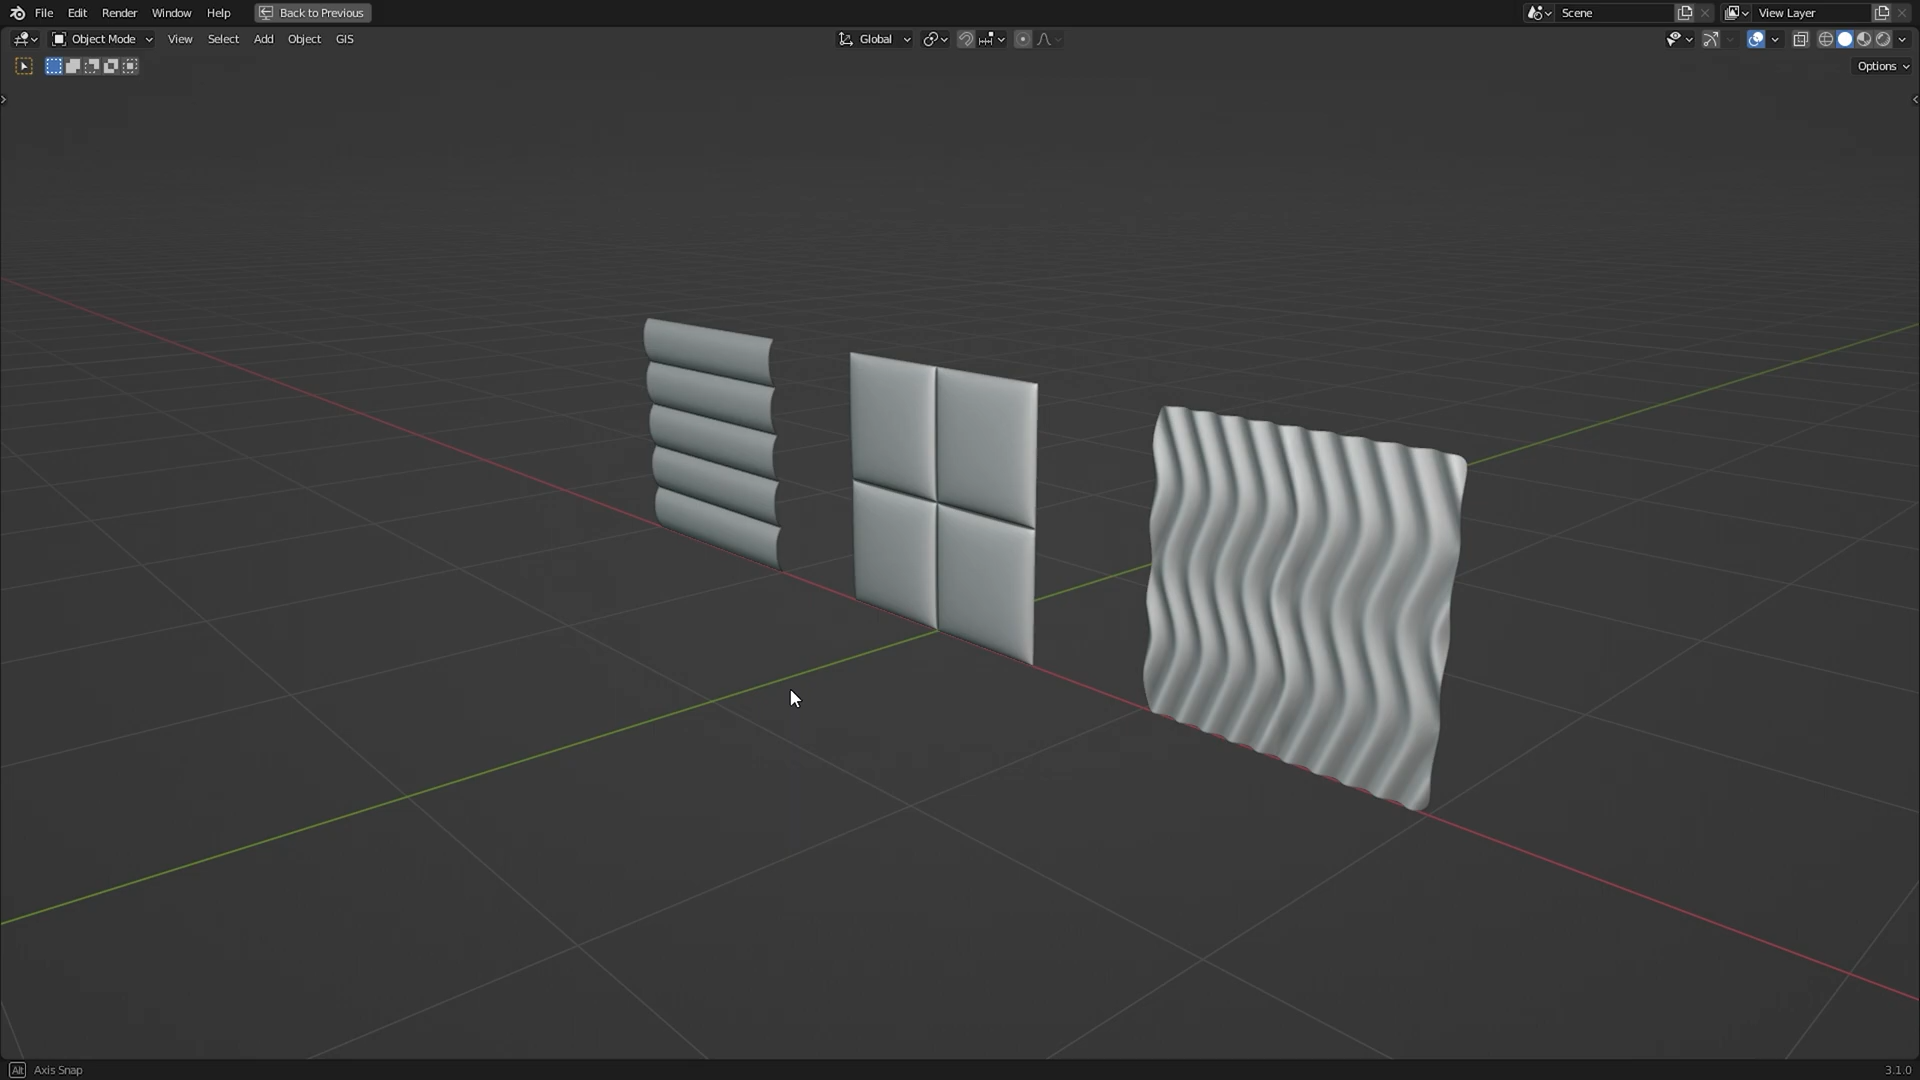 File Edit Render Window Help Back to Previous Scene View Layer
Object Mode View Select Add Object GIS Global
Options
Alt Axis Snap 3.1.0